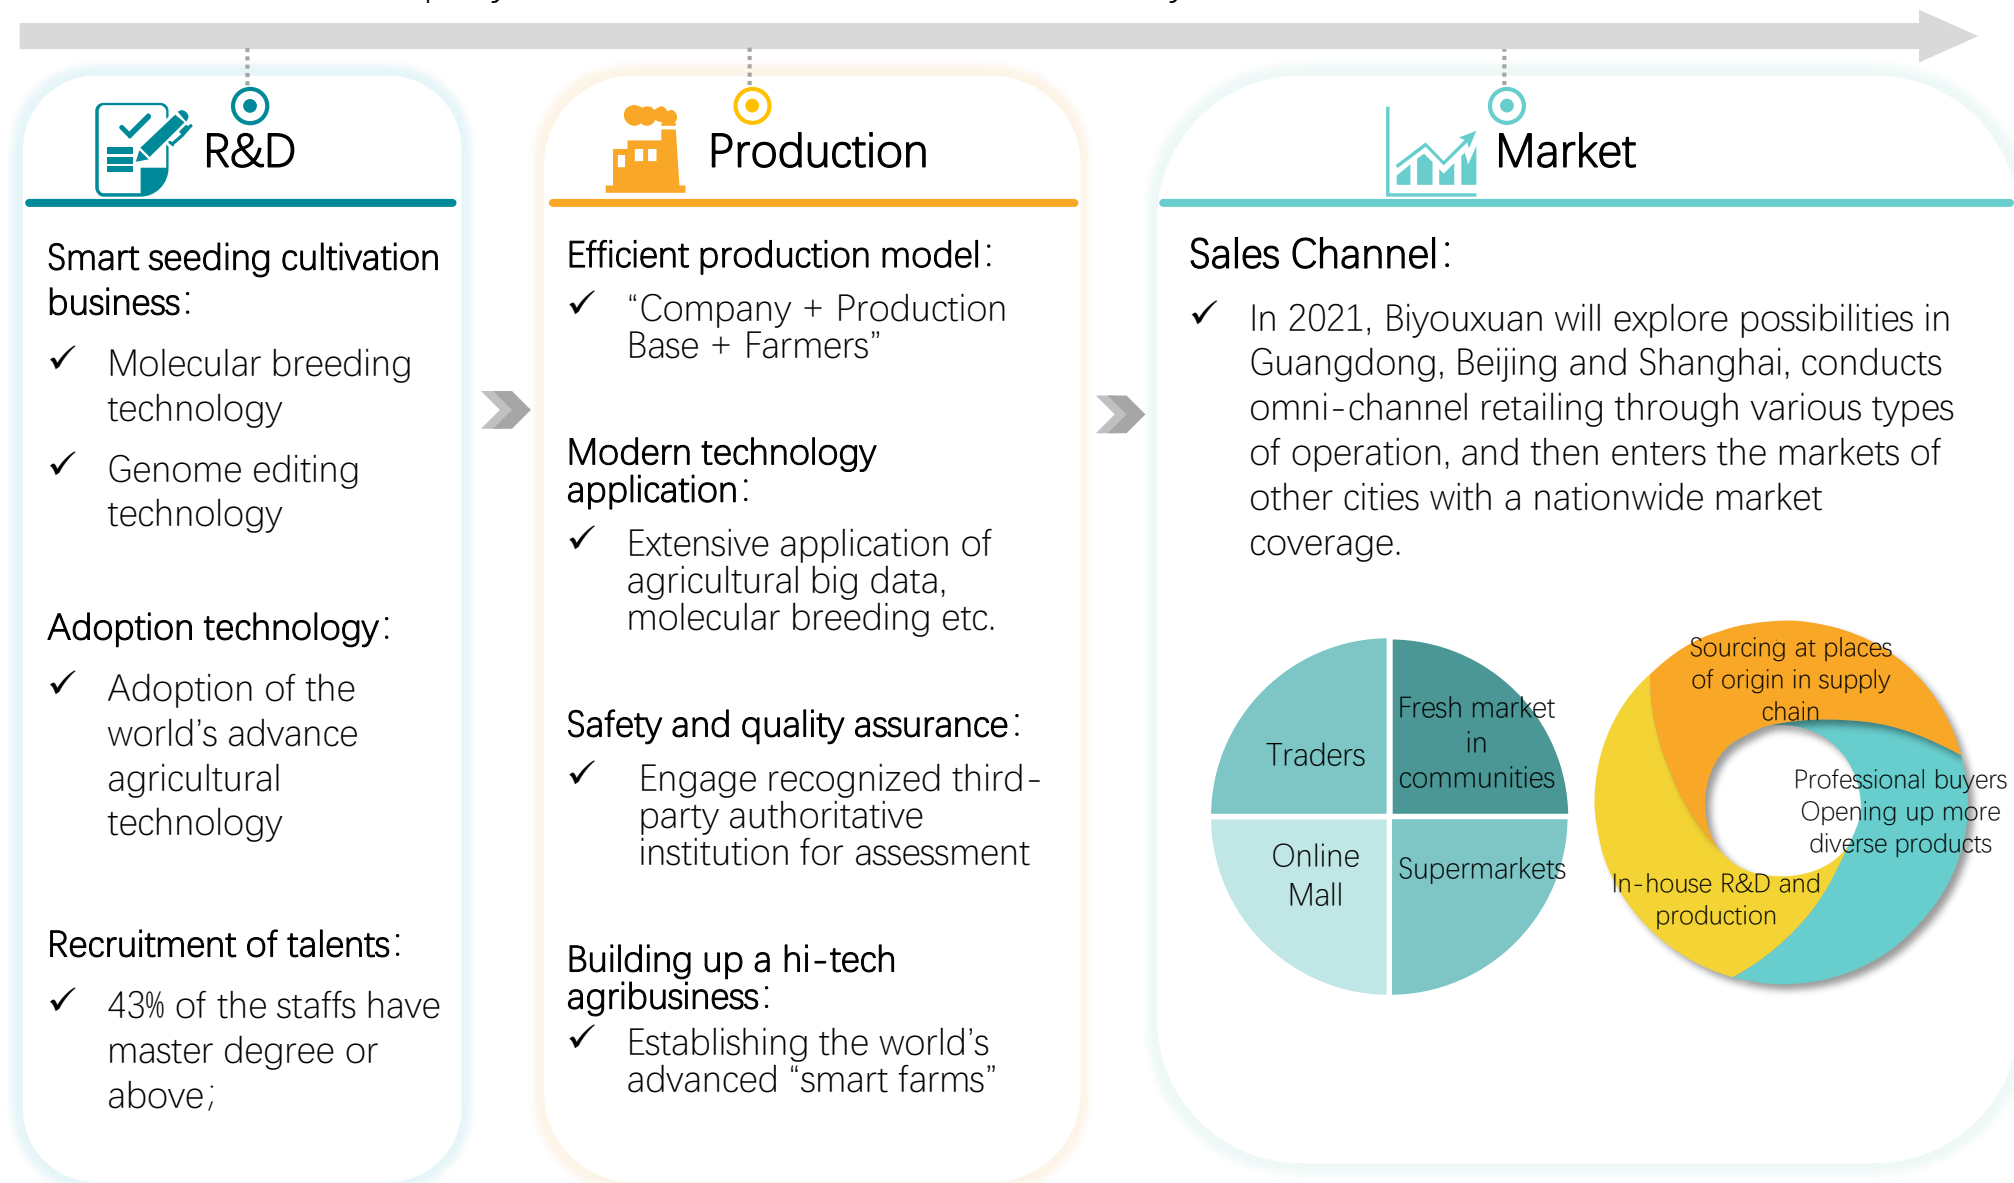 R&D
Smart seeding cultivation
business：
✓ Molecular breeding
technology
✓ Genome editing
technology
Adoption technology：
✓ Adoption of the
world’s advance
agricultural
technology
Recruitment of talents：
✓ 43% of the staffs have
master degree or
above；
Production
Efficient production model：
✓ “Company + Production
Base + Farmers”
Modern technology
application：
✓ Extensive application of
agricultural big data,
molecular breeding etc.
Safety and quality assurance：
✓ Engage recognized third-
party authoritative
institution for assessment
Building up a hi-tech
agribusiness：
✓ Establishing the world’s
advanced “smart farms”
Market
Sales Channel：
✓ In 2021, Biyouxuan will explore possibilities in
Guangdong, Beijing and Shanghai, conducts
omni-channel retailing through various types
of operation, and then enters the markets of
other cities with a nationwide market
coverage.
Traders
Fresh market
in
communities
Online
Mall
Supermarkets
Sourcing at places
of origin in supply
chain
Professional buyers
Opening up more
diverse products
In-house R&D and
production